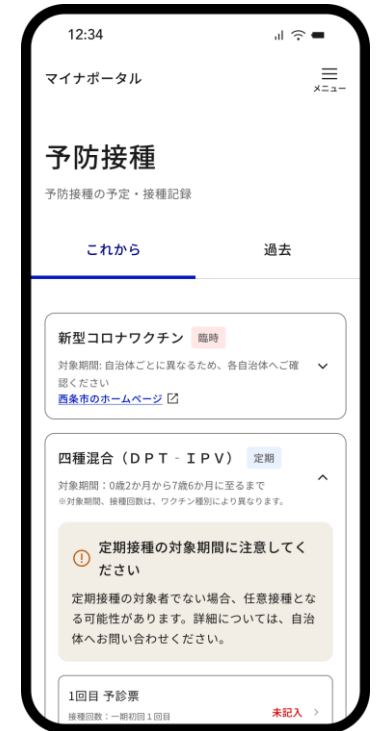 12:34
マイナポータル
メニュー
予防接種
予防接種の予定・接種記録
これから
過去
新型コロナワクチン 臨時
対象期間: 自治体ごとに異なるため、各自治体へご確
認ください
西条市のホームページ
四種混合（ＤＰＴ‐ＩＰＶ） 定期
対象期間：0歳2か月から7歳6か月に至るまで
※対象期間、接種回数は、ワクチン種別により異なります。
定期接種の対象期間に注意してく
ださい
定期接種の対象者でない場合、任意接種とな
る可能性があります。詳細については、自治
体へお問い合わせください。
1回目 予診票
未記入
接種回数：一期初回１回目